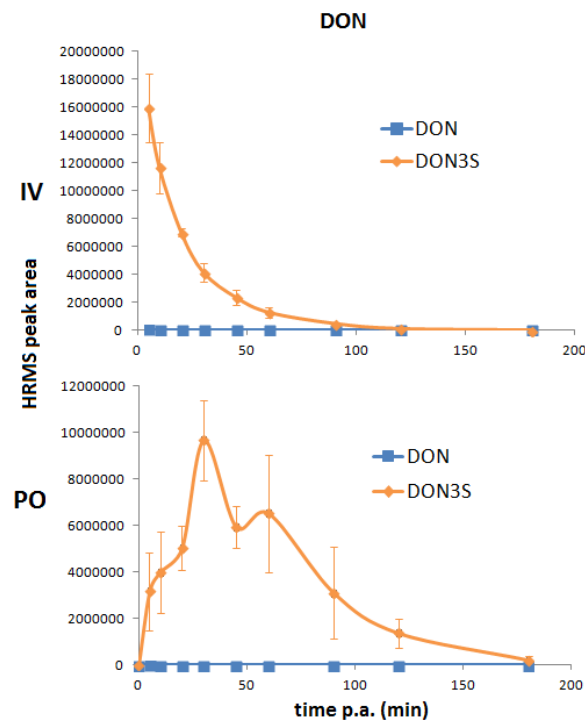 DON
20000000
18000000
16000000
14000000
12000000
10000000
8000000
6000000
4000000
2000000
0
DON
DON3S
IV
0 50 100 150 200
HRMS peak area
12000000
10000000
8000000
6000000
4000000
2000000
0
DON
DON3S
PO
0 50 100 150 200
time p.a. (min)